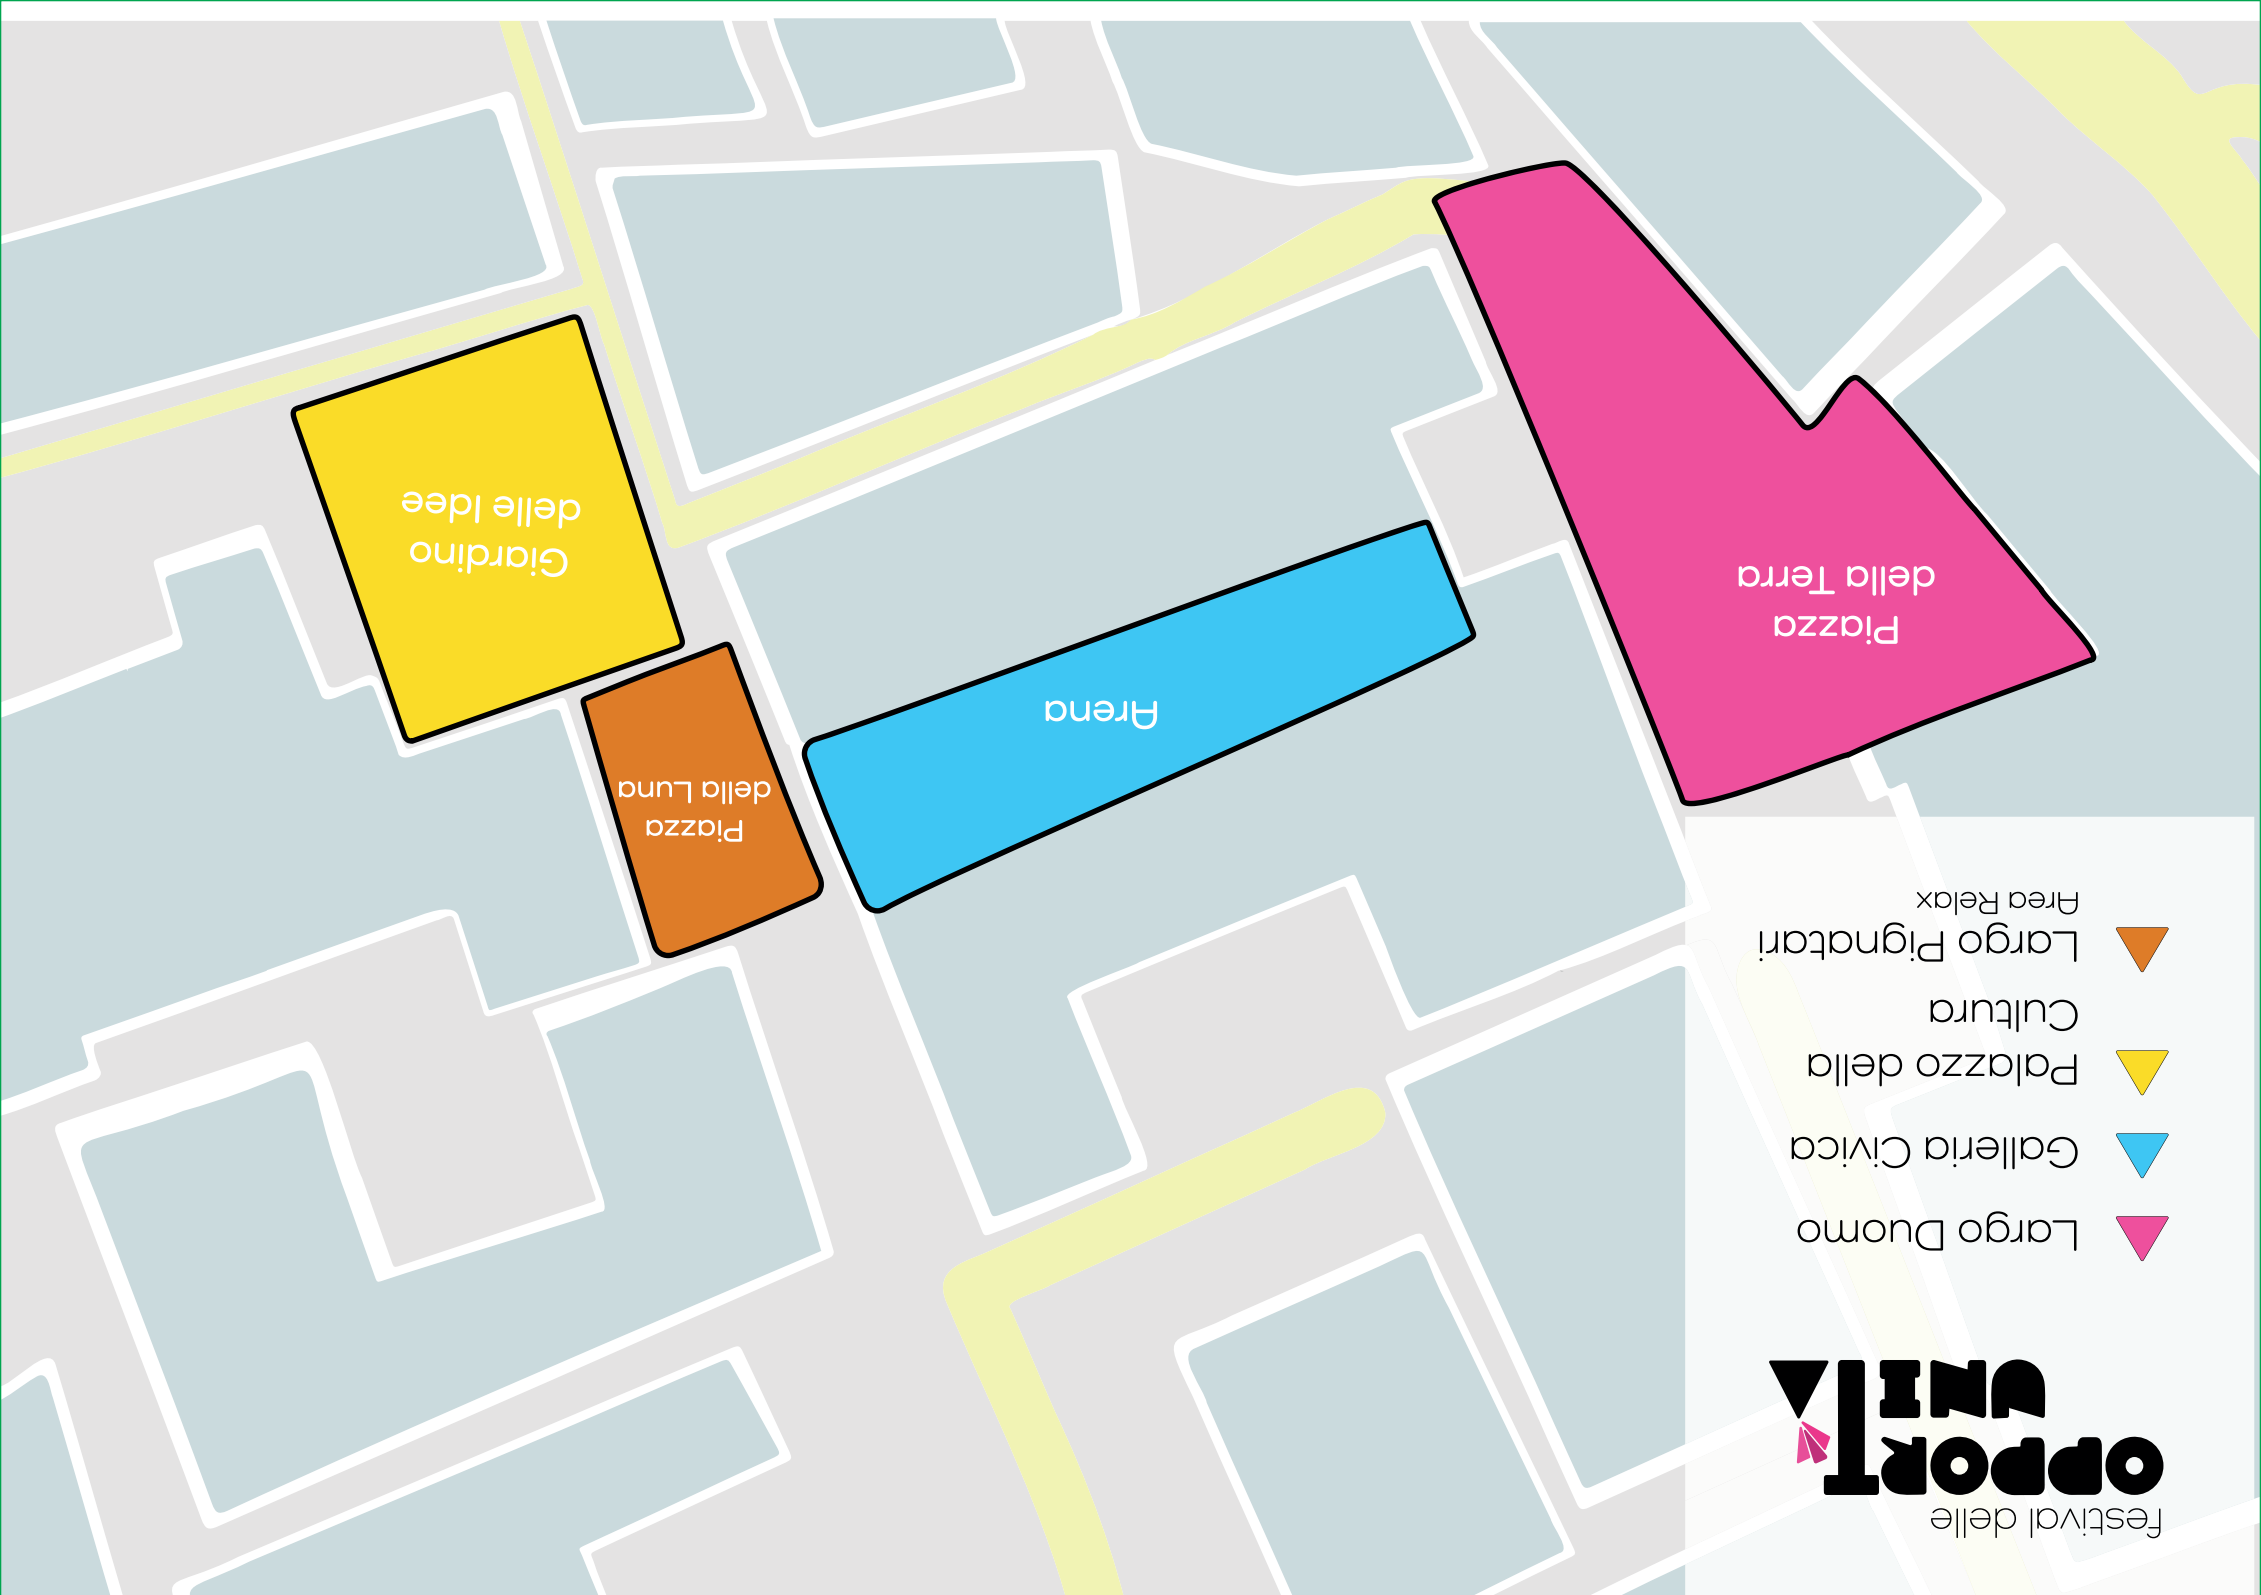 festival delle
OPPORT
UNITA
Largo Duomo
Galleria Civica
Palazzo della
Cultura
Largo Pignatari
Area Relax
Piazza
della Terra
Arena
Piazza
della Luna
Giardino
delle Idee